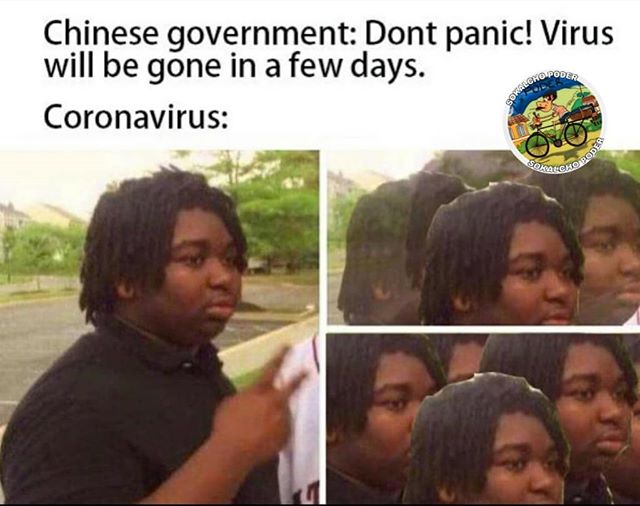 Chinese government: Dont panic! Virus
will be gone in a few days.
Coronavirus:
SOKALCHO PODER
SOKALCHO PODER